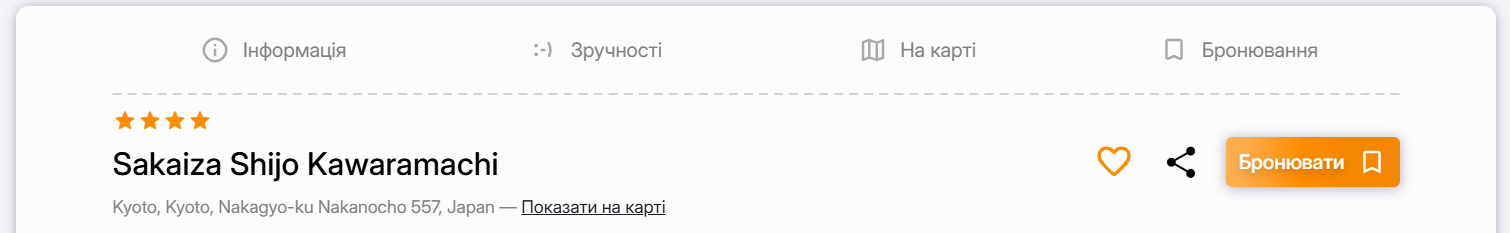 Інформація
Зручності
На карті
Бронювання
Sakaiza Shijo Kawaramachi
Бронювати
Kyoto, Kyoto, Nakagyo-ku Nakanocho 557, Japan — Показати на карті